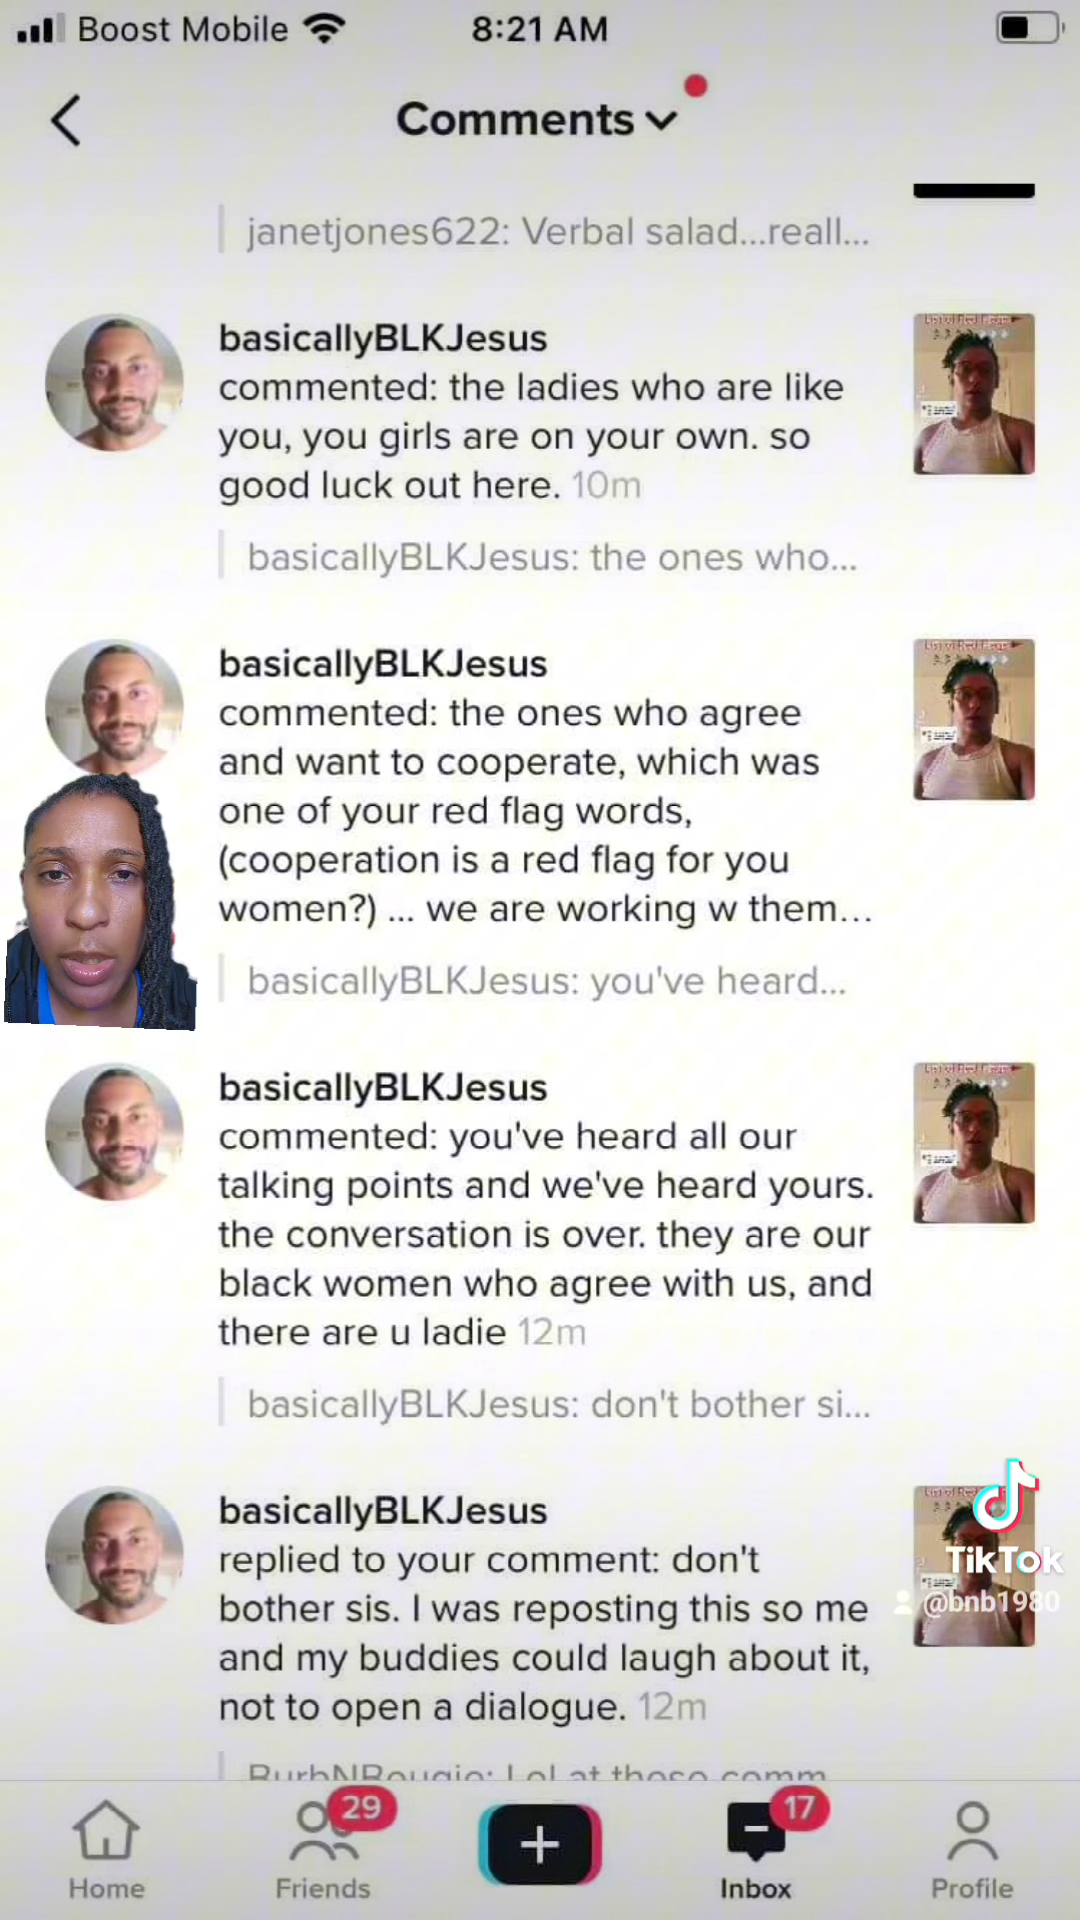 Boost Mobile
8:21 AM
Comments
janetjones622: Verbal salad...reall...
basicallyBLKJesus
commented: the ladies who are like
you, you girls are on your own. so
good luck out here. 10m
basicallyBLKJesus: the ones who...
basicallyBLKJesus
commented: the ones who agree
and want to cooperate, which was
one of your red flag words,
(cooperation is a red flag for you
women?) ... we are working w them...
basicallyBLKJesus: you've heard...
basicallyBLKJesus
commented: you've heard all our
talking points and we've heard yours.
the conversation is over. they are our
black women who agree with us, and
there are u ladie 12m
basicallyBLKJesus: don't bother si...
basicallyBLKJesus
replied to your comment: don't
bother sis. I was reposting this so me
and my buddies could laugh about it,
not to open a dialogue. 12m
BurbNBougie: Lol at these comm
TikTok
@bnb1980
29
17
Home
Friends
Inbox
Profile